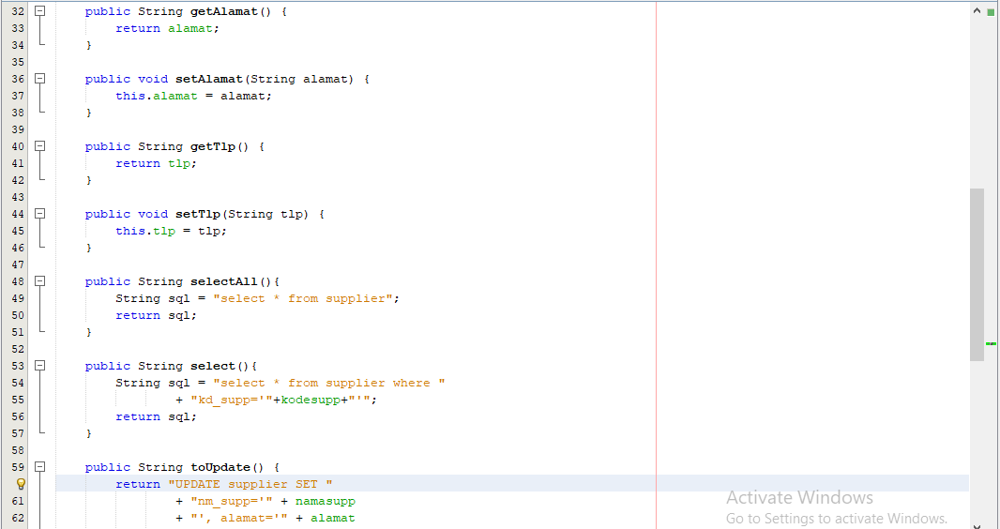 32 public String getAlamat() {
33 return alamat;
34 }
35
36 public void setAlamat(String alamat) {
37 this.alamat = alamat;
38 }
39
40 public String getTlp() {
41 return tlp;
42 }
43
44 public void setTlp(String tlp) {
45 this.tlp = tlp;
46 }
47
48 public String selectAll(){
49 String sql = "select * from supplier";
50 return sql;
51 }
52
53 public String select(){
54 String sql = "select * from supplier where "
55 + "kd_supp='"+kodesupp+"'";
56 return sql;
57 }
58
59 public String toUpdate() {
return "UPDATE supplier SET "
61 + "nm_supp='" + namasupp
62 + "', alamat='" + alamat
Activate Windows
Go to Settings to activate Windows.